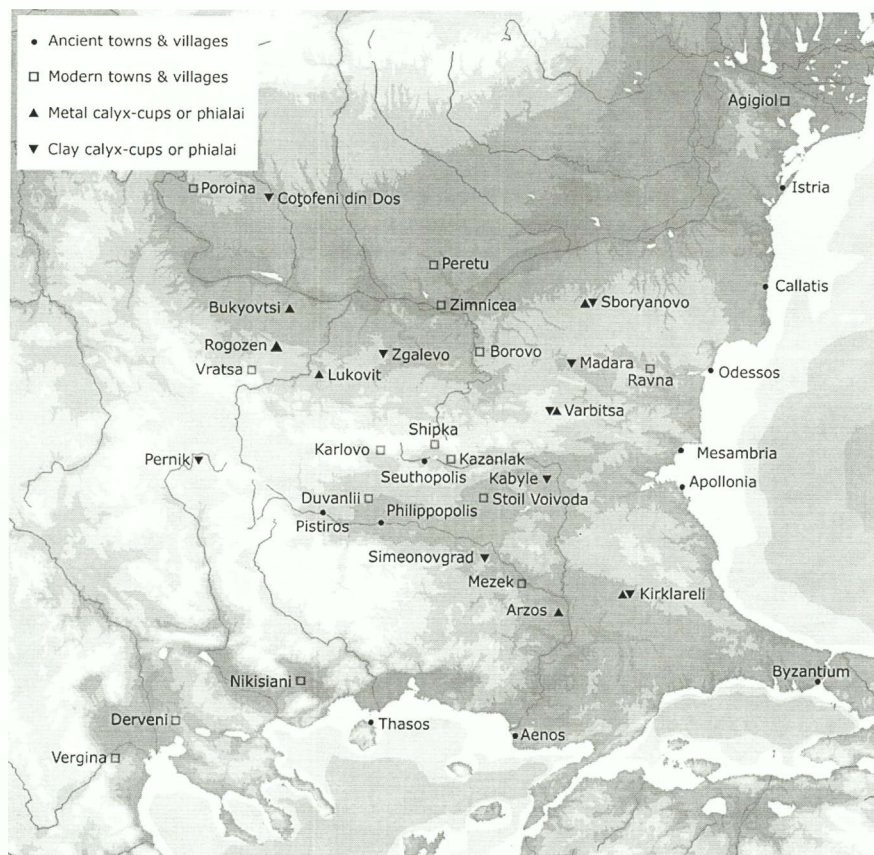 Ancient towns & villages
Modern towns & villages
Metal calyx-cups or phialai
Clay calyx-cups or phialai
Agigiol
Poroina
Coţofeni din Dos
Istria
Peretu
Callatis
Bukyovtsi
Zimnicea
Sboryanovo
Rogozen
Zgalevo
Borovo
Madara
Vratsa
Lukovit
Ravna
Odessos
Varbitsa
Shipka
Karlovo
Kazanlak
Mesambria
Pernik
Seuthopolis
Kabyle
Apollonia
Duvanlii
Stoil Voivoda
Philippopolis
Pistiros
Simeonovgrad
Mezek
Kirklareli
Arzos
Byzantium
Nikisiani
Derveni
Thasos
Aenos
Vergina